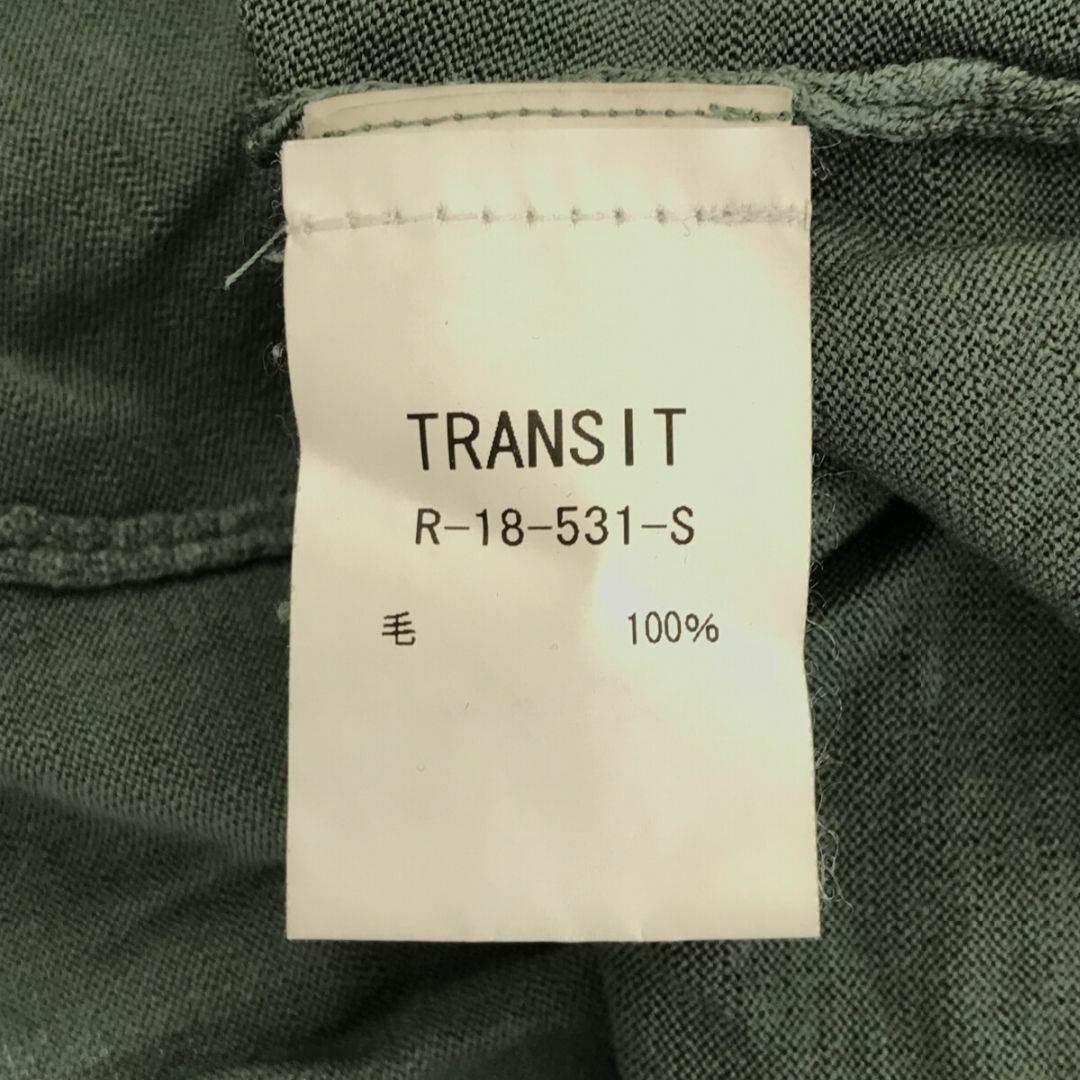 TRANSIT
R-18-531-S
毛 100%